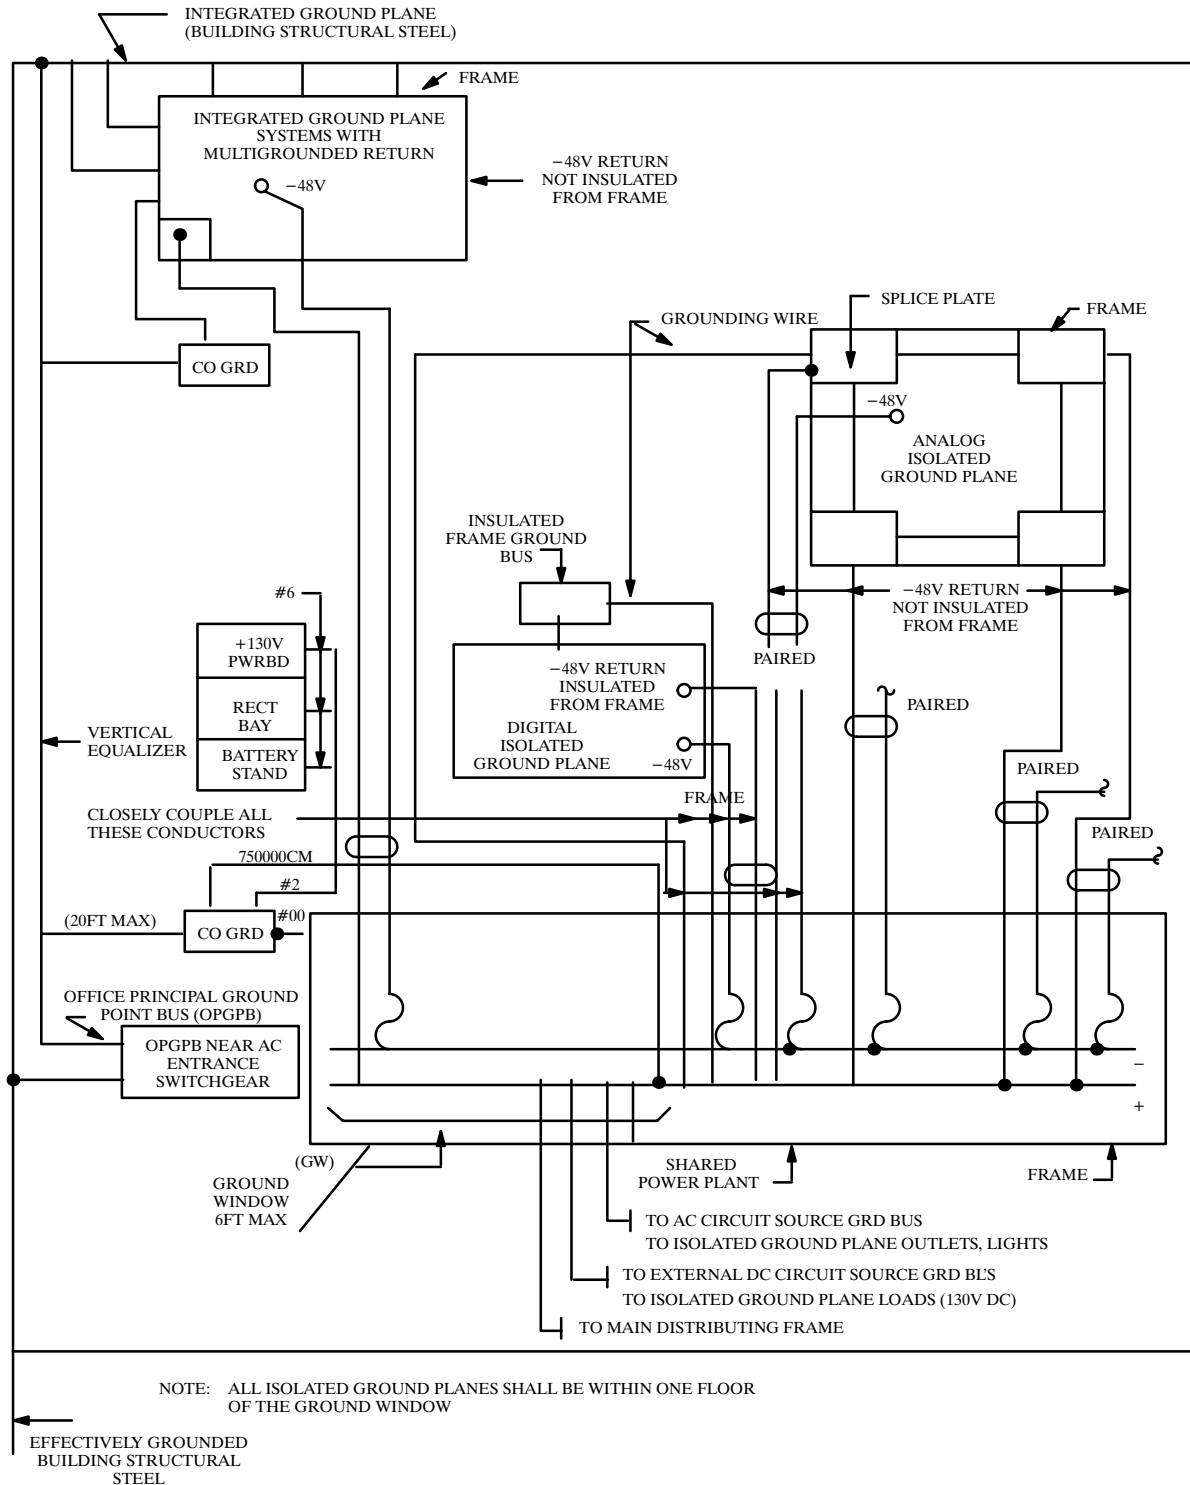 INTEGRATED GROUND PLANE
(BUILDING STRUCTURAL STEEL)
FRAME
INTEGRATED GROUND PLANE
SYSTEMS WITH
MULTIGROUNDED RETURN
−48V
−48V RETURN
NOT INSULATED
FROM FRAME
CO GRD
SPLICE PLATE
GROUNDING WIRE
FRAME
−48V
ANALOG
ISOLATED
GROUND PLANE
INSULATED
FRAME GROUND
BUS
−48V RETURN
NOT INSULATED
FROM FRAME
PAIRED
#6
+130V
PWRBD
RECT
BAY
BATTERY
STAND
VERTICAL
EQUALIZER
−48V RETURN
INSULATED
FROM FRAME
DIGITAL
ISOLATED
GROUND PLANE
−48V
FRAME
PAIRED
PAIRED
PAIRED
CLOSELY COUPLE ALL
THESE CONDUCTORS
750000CM
#2
#00
(20FT MAX)
CO GRD
OFFICE PRINCIPAL GROUND
POINT BUS (OPGPB)
OPGPB NEAR AC
ENTRANCE
SWITCHGEAR
−
+
(GW)
GROUND
WINDOW
6FT MAX
SHARED
POWER PLANT
FRAME
TO AC CIRCUIT SOURCE GRD BUS
TO ISOLATED GROUND PLANE OUTLETS, LIGHTS
TO EXTERNAL DC CIRCUIT SOURCE GRD BL'S
TO ISOLATED GROUND PLANE LOADS (130V DC)
TO MAIN DISTRIBUTING FRAME
NOTE: ALL ISOLATED GROUND PLANES SHALL BE WITHIN ONE FLOOR
OF THE GROUND WINDOW
EFFECTIVELY GROUNDED
BUILDING STRUCTURAL
STEEL